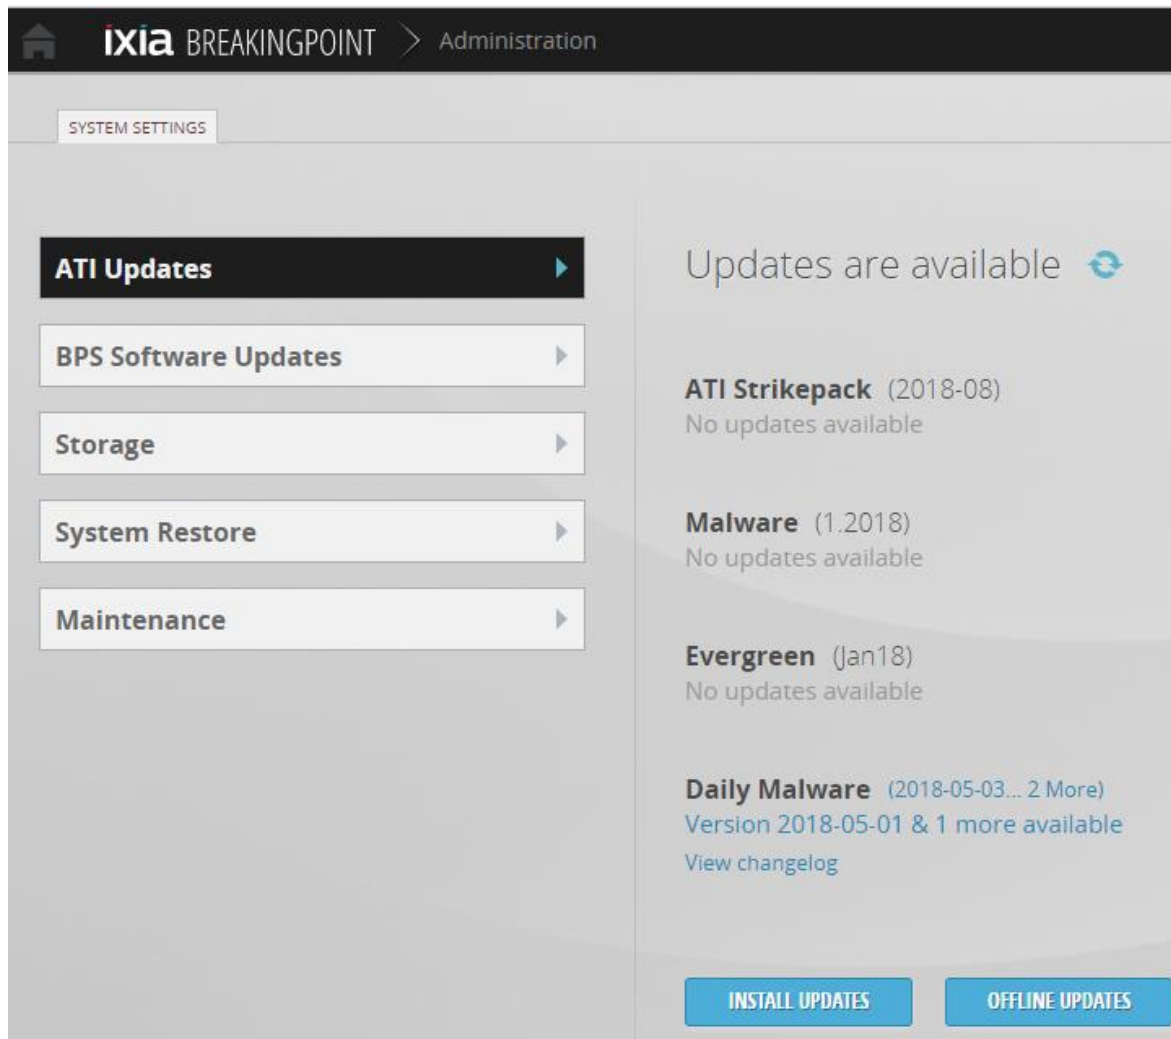 ixia BREAKINGPOINT > Administration
SYSTEM SETTINGS
ATI Updates
BPS Software Updates
Storage
System Restore
Maintenance
Updates are available
ATI Strikepack (2018-08)
No updates available
Malware (1.2018)
No updates available
Evergreen (Jan18)
No updates available
Daily Malware (2018-05-03... 2 More)
Version 2018-05-01 & 1 more available
View changelog
INSTALL UPDATES OFFLINE UPDATES